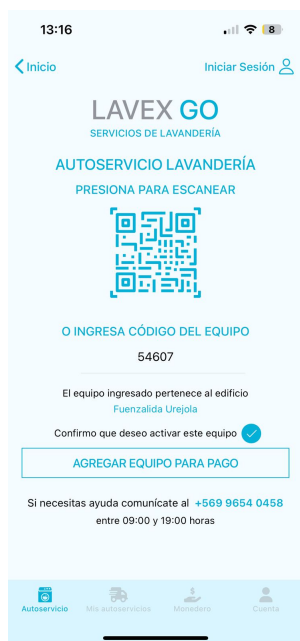 13:16
8
Inicio
Iniciar Sesión
LAVEX GO
SERVICIOS DE LAVANDERÍA
AUTOSERVICIO LAVANDERÍA
PRESIONA PARA ESCANEAR
O INGRESA CÓDIGO DEL EQUIPO
54607
El equipo ingresado pertenece al edificio
Fuenzalida Urejola
Confirmo que deseo activar este equipo
AGREGAR EQUIPO PARA PAGO
Si necesitas ayuda comunícate al +569 9654 0458
entre 09:00 y 19:00 horas
Autoservicio Mis autoservicios Monedero Cuenta